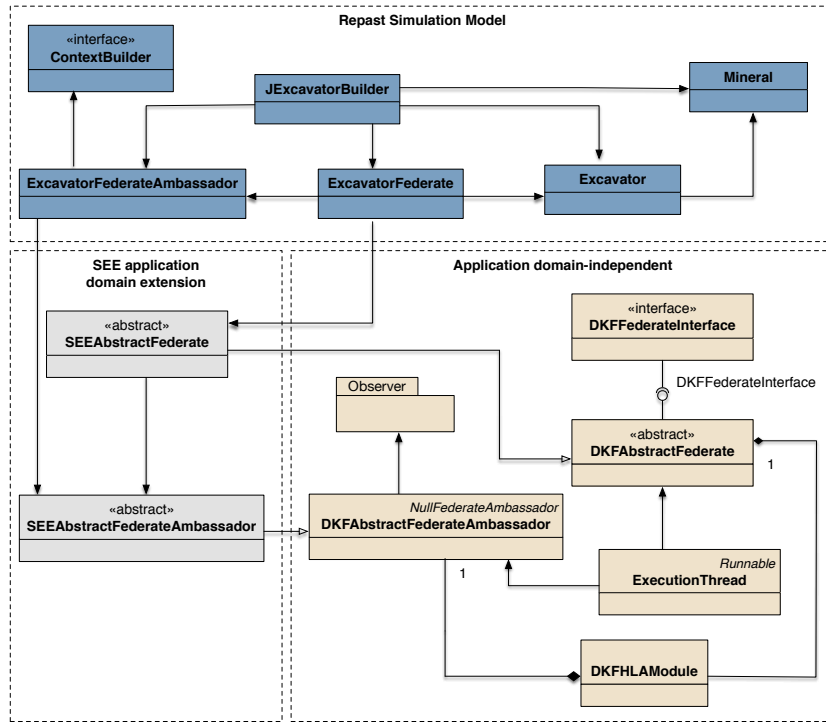 Repast Simulation Model
«interface»
ContextBuilder
JExcavatorBuilder
Mineral
ExcavatorFederateAmbassador
ExcavatorFederate
Excavator
SEE application
domain extension
Application domain-independent
«abstract»
SEEAbstractFederate
«interface»
DKFFederateInterface
Observer
DKFFederateInterface
«abstract»
DKFAbstractFederate
1
«abstract»
SEEAbstractFederateAmbassador
NullFederateAmbassador
DKFAbstractFederateAmbassador
1
Runnable
ExecutionThread
DKFHLAModule